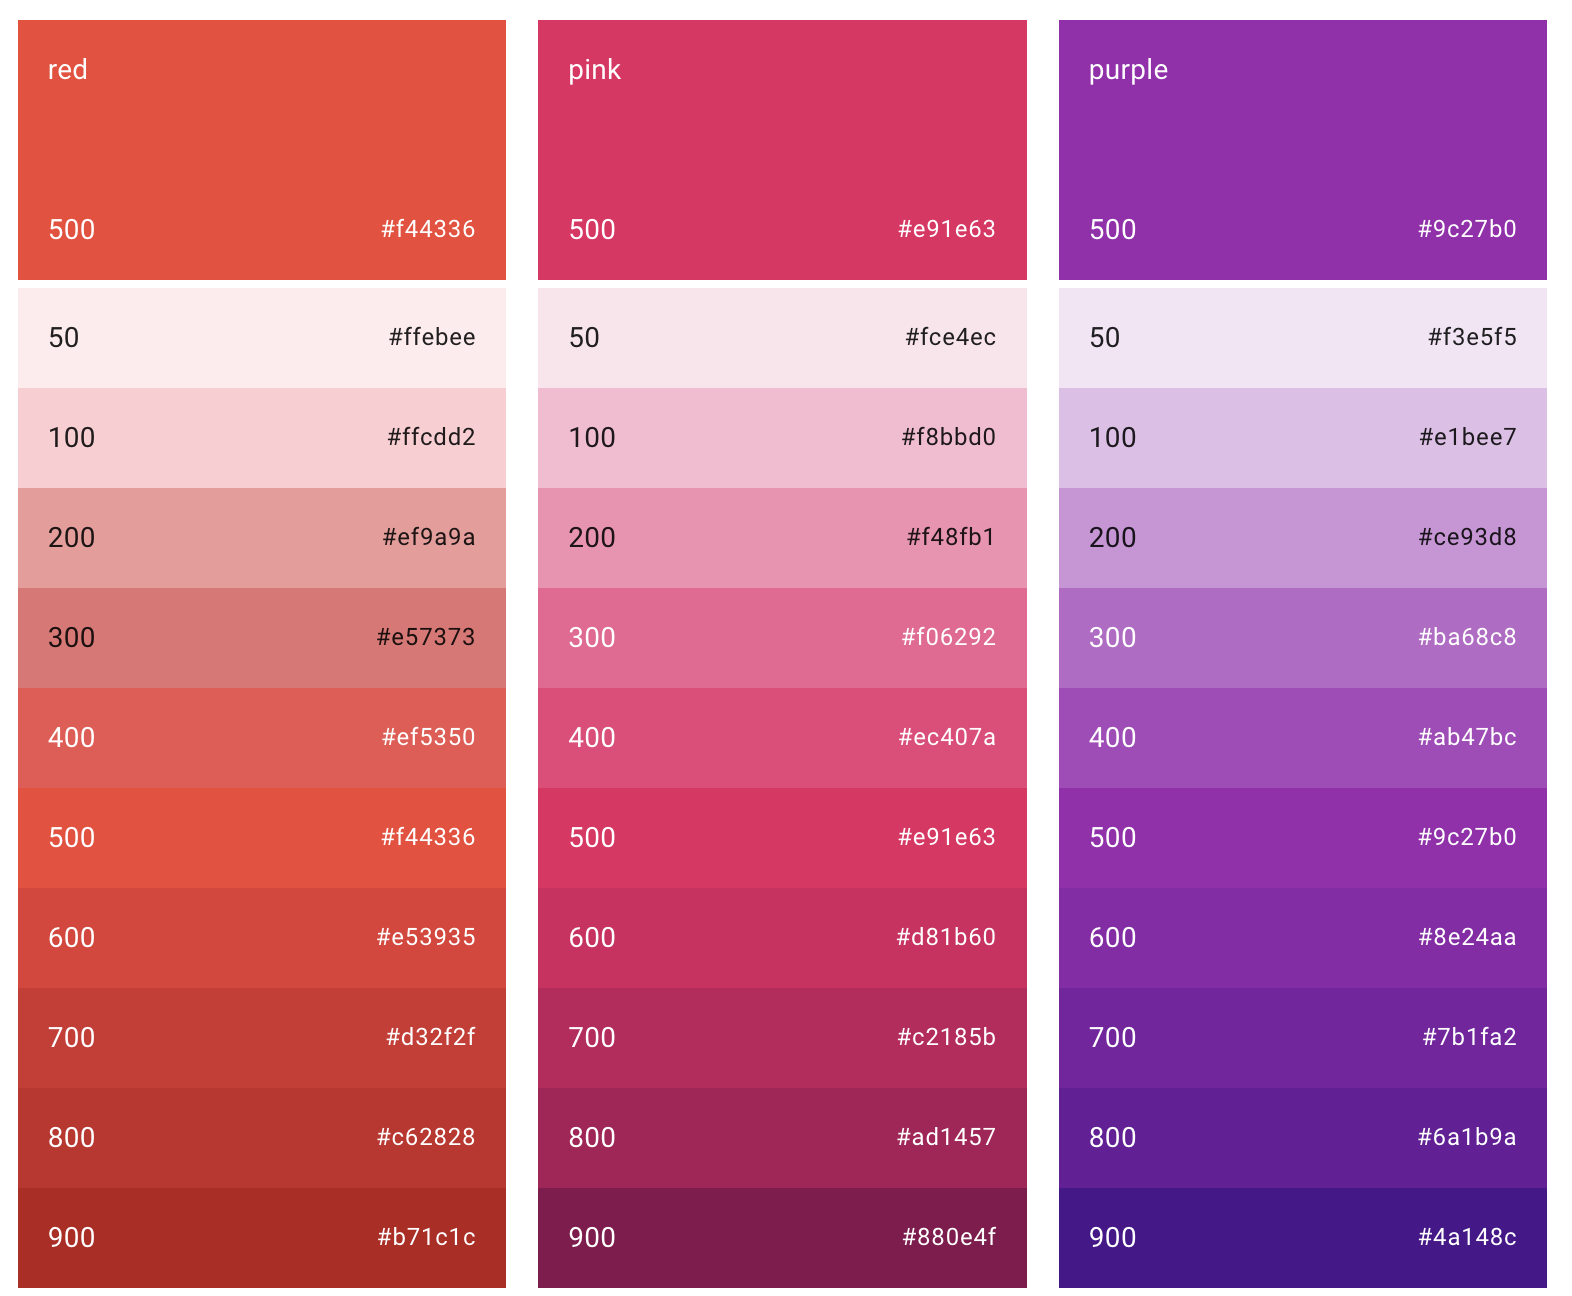 red
500 #f44336
50 #ffebee
100 #ffcdd2
200 #ef9a9a
300 #e57373
400 #ef5350
500 #f44336
600 #e53935
700 #d32f2f
800 #c62828
900 #b71c1c
pink
500 #e91e63
50 #fce4ec
100 #f8bbd0
200 #f48fb1
300 #f06292
400 #ec407a
500 #e91e63
600 #d81b60
700 #c2185b
800 #ad1457
900 #880e4f
purple
500 #9c27b0
50 #f3e5f5
100 #e1bee7
200 #ce93d8
300 #ba68c8
400 #ab47bc
500 #9c27b0
600 #8e24aa
700 #7b1fa2
800 #6a1b9a
900 #4a148c